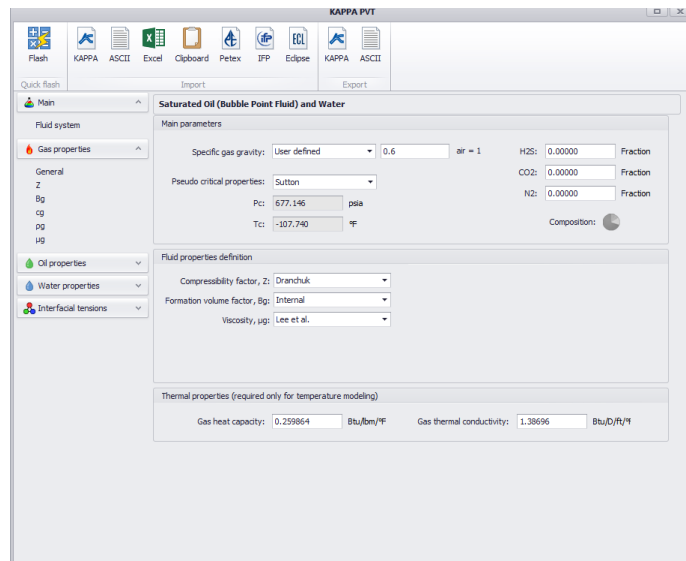 KAPPA PVT
Flash KAPPA ASCII Excel Clipboard Petex IFP Eclipse KAPPA ASCII
Quick flash Import Export
Main
Fluid system
Gas properties
General
Z
Bg
cg
ρg
μg
Oil properties
Water properties
Interfacial tensions
Saturated Oil (Bubble Point Fluid) and Water
Main parameters
Specific gas gravity: User defined 0.6 air = 1 H2S: 0.00000 Fraction
Pseudo critical properties: Sutton CO2: 0.00000 Fraction
Pc: 677.146 psia N2: 0.00000 Fraction
Tc: -107.740 °F Composition:
Fluid properties definition
Compressibility factor, Z: Dranchuk
Formation volume factor, Bg: Internal
Viscosity, μg: Lee et al.
Thermal properties (required only for temperature modeling)
Gas heat capacity: 0.259864 Btu/lbm/°F Gas thermal conductivity: 1.38696 Btu/D/ft/°F